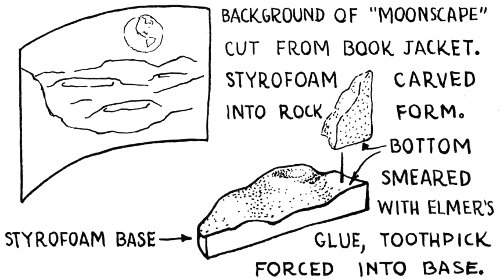 BACKGROUND OF "MOONSCAPE"
CUT FROM BOOK JACKET.
STYROFOAM CARVED
INTO ROCK FORM.
BOTTOM
SMEARED
WITH ELMER'S
GLUE, TOOTHPICK
FORCED INTO BASE.
STYROFOAM BASE